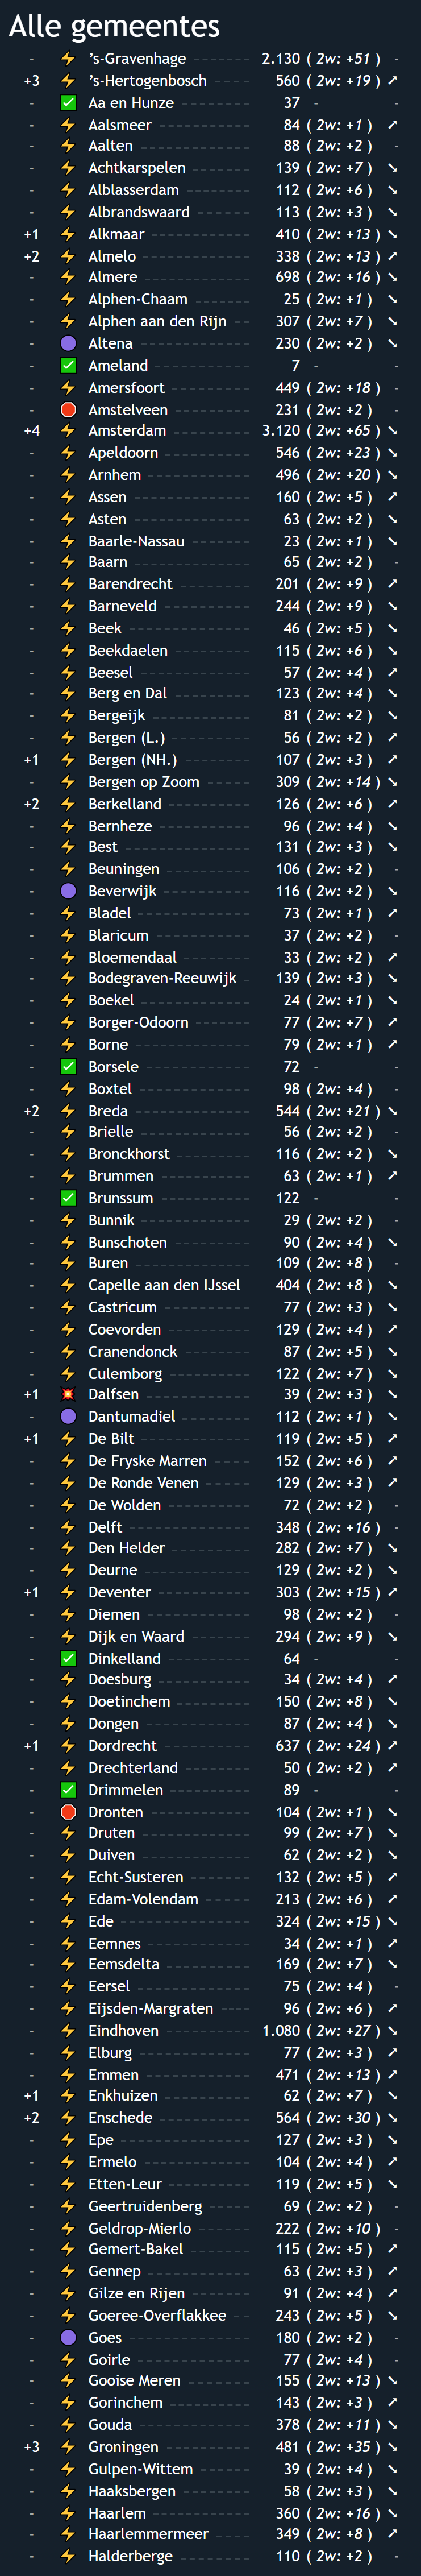 Alle gemeentes
- ⚡ ’s-Gravenhage 2.130 ( 2w: +51 ) -
+3 ⚡ ’s-Hertogenbosch 560 ( 2w: +19 ) ➚
- ✅ Aa en Hunze 37 - -
- ⚡ Aalsmeer 84 ( 2w: +1 ) ➚
- ⚡ Aalten 88 ( 2w: +2 ) -
- ⚡ Achtkarspelen 139 ( 2w: +7 ) ➘
- ⚡ Alblasserdam 112 ( 2w: +6 ) ➘
- ⚡ Albrandswaard 113 ( 2w: +3 ) ➘
+1 ⚡ Alkmaar 410 ( 2w: +13 ) ➘
+2 ⚡ Almelo 338 ( 2w: +13 ) ➚
- ⚡ Almere 698 ( 2w: +16 ) ➘
- ⚡ Alphen-Chaam 25 ( 2w: +1 ) ➘
- ⚡ Alphen aan den Rijn 307 ( 2w: +7 ) ➘
- 🟣 Altena 230 ( 2w: +2 ) ➘
- ✅ Ameland 7 - -
- ⚡ Amersfoort 449 ( 2w: +18 ) -
- 🛑 Amstelveen 231 ( 2w: +2 ) -
+4 ⚡ Amsterdam 3.120 ( 2w: +65 ) ➘
- ⚡ Apeldoorn 546 ( 2w: +23 ) ➘
- ⚡ Arnhem 496 ( 2w: +20 ) ➘
- ⚡ Assen 160 ( 2w: +5 ) ➚
- ⚡ Asten 63 ( 2w: +2 ) ➘
- ⚡ Baarle-Nassau 23 ( 2w: +1 ) ➘
- ⚡ Baarn 65 ( 2w: +2 ) -
- ⚡ Barendrecht 201 ( 2w: +9 ) ➚
- ⚡ Barneveld 244 ( 2w: +9 ) ➘
- ⚡ Beek 46 ( 2w: +5 ) ➘
- ⚡ Beekdaelen 115 ( 2w: +6 ) ➘
- ⚡ Beesel 57 ( 2w: +4 ) ➚
- ⚡ Berg en Dal 123 ( 2w: +4 ) ➘
- ⚡ Bergeijk 81 ( 2w: +2 ) ➘
- ⚡ Bergen (L.) 56 ( 2w: +2 ) ➚
+1 ⚡ Bergen (NH.) 107 ( 2w: +3 ) ➚
- ⚡ Bergen op Zoom 309 ( 2w: +14 ) ➘
+2 ⚡ Berkelland 126 ( 2w: +6 ) ➚
- ⚡ Bernheze 96 ( 2w: +4 ) ➘
- ⚡ Best 131 ( 2w: +3 ) ➘
- ⚡ Beuningen 106 ( 2w: +2 ) -
- 🟣 Beverwijk 116 ( 2w: +2 ) ➘
- ⚡ Bladel 73 ( 2w: +1 ) ➚
- ⚡ Blaricum 37 ( 2w: +2 ) -
- ⚡ Bloemendaal 33 ( 2w: +2 ) ➚
- ⚡ Bodegraven-Reeuwijk 139 ( 2w: +3 ) ➘
- ⚡ Boekel 24 ( 2w: +1 ) ➘
- ⚡ Borger-Odoorn 77 ( 2w: +7 ) ➚
- ⚡ Borne 79 ( 2w: +1 ) ➚
- ✅ Borsele 72 - -
- ⚡ Boxtel 98 ( 2w: +4 ) -
+2 ⚡ Breda 544 ( 2w: +21 ) ➘
- ⚡ Brielle 56 ( 2w: +2 ) -
- ⚡ Bronckhorst 116 ( 2w: +2 ) ➘
- ⚡ Brummen 63 ( 2w: +1 ) ➚
- ✅ Brunssum 122 - -
- ⚡ Bunnik 29 ( 2w: +2 ) -
- ⚡ Bunschoten 90 ( 2w: +4 ) ➘
- ⚡ Buren 109 ( 2w: +8 ) -
- ⚡ Capelle aan den IJssel 404 ( 2w: +8 ) ➘
- ⚡ Castricum 77 ( 2w: +3 ) ➘
- ⚡ Coevorden 129 ( 2w: +4 ) ➚
- ⚡ Cranendonck 87 ( 2w: +5 ) ➘
- ⚡ Culemborg 122 ( 2w: +7 ) ➘
+1 💥 Dalfsen 39 ( 2w: +3 ) ➘
- 🟣 Dantumadiel 112 ( 2w: +1 ) ➘
+1 ⚡ De Bilt 119 ( 2w: +5 ) ➚
- ⚡ De Fryske Marren 152 ( 2w: +6 ) ➚
- ⚡ De Ronde Venen 129 ( 2w: +3 ) ➚
- ⚡ De Wolden 72 ( 2w: +2 ) -
- ⚡ Delft 348 ( 2w: +16 ) -
- ⚡ Den Helder 282 ( 2w: +7 ) ➘
- ⚡ Deurne 129 ( 2w: +2 ) ➘
+1 ⚡ Deventer 303 ( 2w: +15 ) ➚
- ⚡ Diemen 98 ( 2w: +2 ) -
- ⚡ Dijk en Waard 294 ( 2w: +9 ) ➘
- ✅ Dinkelland 64 - -
- ⚡ Doesburg 34 ( 2w: +4 ) ➚
- ⚡ Doetinchem 150 ( 2w: +8 ) ➘
- ⚡ Dongen 87 ( 2w: +4 ) ➘
+1 ⚡ Dordrecht 637 ( 2w: +24 ) ➚
- ⚡ Drechterland 50 ( 2w: +2 ) ➚
- ✅ Drimmelen 89 - -
- 🛑 Dronten 104 ( 2w: +1 ) ➘
- ⚡ Druten 99 ( 2w: +7 ) ➘
- ⚡ Duiven 62 ( 2w: +2 ) ➘
- ⚡ Echt-Susteren 132 ( 2w: +5 ) ➚
- ⚡ Edam-Volendam 213 ( 2w: +6 ) ➚
- ⚡ Ede 324 ( 2w: +15 ) ➘
- ⚡ Eemnes 34 ( 2w: +1 ) ➚
- ⚡ Eemsdelta 169 ( 2w: +7 ) ➘
- ⚡ Eersel 75 ( 2w: +4 ) -
- ⚡ Eijsden-Margraten 96 ( 2w: +6 ) ➚
- ⚡ Eindhoven 1.080 ( 2w: +27 ) ➘
- ⚡ Elburg 77 ( 2w: +3 ) ➚
- ⚡ Emmen 471 ( 2w: +13 ) ➚
+1 ⚡ Enkhuizen 62 ( 2w: +7 ) ➘
+2 ⚡ Enschede 564 ( 2w: +30 ) ➘
- ⚡ Epe 127 ( 2w: +3 ) ➘
- ⚡ Ermelo 104 ( 2w: +4 ) ➚
- ⚡ Etten-Leur 119 ( 2w: +5 ) ➘
- ⚡ Geertruidenberg 69 ( 2w: +2 ) -
- ⚡ Geldrop-Mierlo 222 ( 2w: +10 ) -
- ⚡ Gemert-Bakel 115 ( 2w: +5 ) ➚
- ⚡ Gennep 63 ( 2w: +3 ) ➚
- ⚡ Gilze en Rijen 91 ( 2w: +4 ) ➚
- ⚡ Goeree-Overflakkee 243 ( 2w: +5 ) ➘
- 🟣 Goes 180 ( 2w: +2 ) -
- ⚡ Goirle 77 ( 2w: +4 ) -
- ⚡ Gooise Meren 155 ( 2w: +13 ) ➘
- ⚡ Gorinchem 143 ( 2w: +3 ) ➚
- ⚡ Gouda 378 ( 2w: +11 ) ➘
+3 ⚡ Groningen 481 ( 2w: +35 ) ➘
- ⚡ Gulpen-Wittem 39 ( 2w: +4 ) ➘
- ⚡ Haaksbergen 58 ( 2w: +3 ) ➘
- ⚡ Haarlem 360 ( 2w: +16 ) ➘
- ⚡ Haarlemmermeer 349 ( 2w: +8 ) ➚
- ⚡ Halderberge 110 ( 2w: +2 ) -